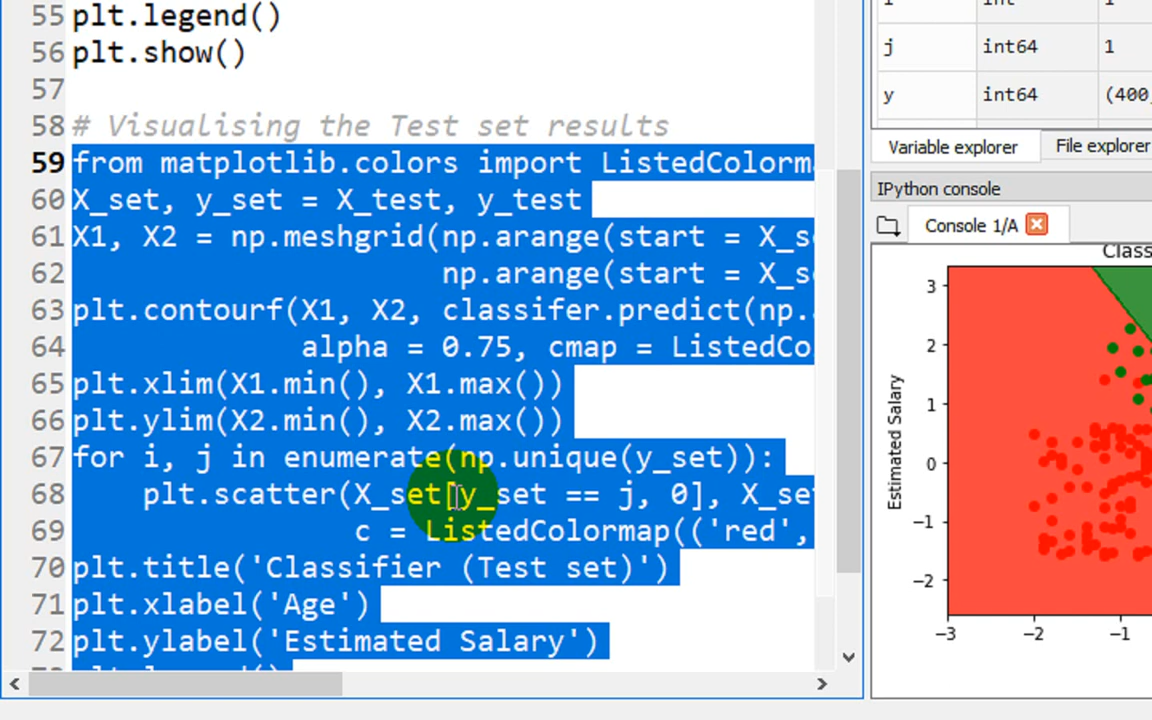 55 plt.legend()
56 plt.show()
57
58 # Visualising the Test set results
59 from matplotlib.colors import ListedColorm
60 X_set, y_set = X_test, y_test
61 X1, X2 = np.meshgrid(np.arange(start = X_s
62 np.arange(start = X_s
63 plt.contourf(X1, X2, classifer.predict(np.
64 alpha = 0.75, cmap = ListedCo
65 plt.xlim(X1.min(), X1.max())
66 plt.ylim(X2.min(), X2.max())
67 for i, j in enumerate(np.unique(y_set)):
68 plt.scatter(X_set[y_set == j, 0], X_se
69 c = ListedColormap(('red',
70 plt.title('Classifier (Test set)')
71 plt.xlabel('Age')
72 plt.ylabel('Estimated Salary')
j int64 1
y int64 (400,
Variable explorer File explorer
IPython console
Console 1/A
Class
Estimated Salary
3
2
1
0
−1
−2
−3 −2 −1